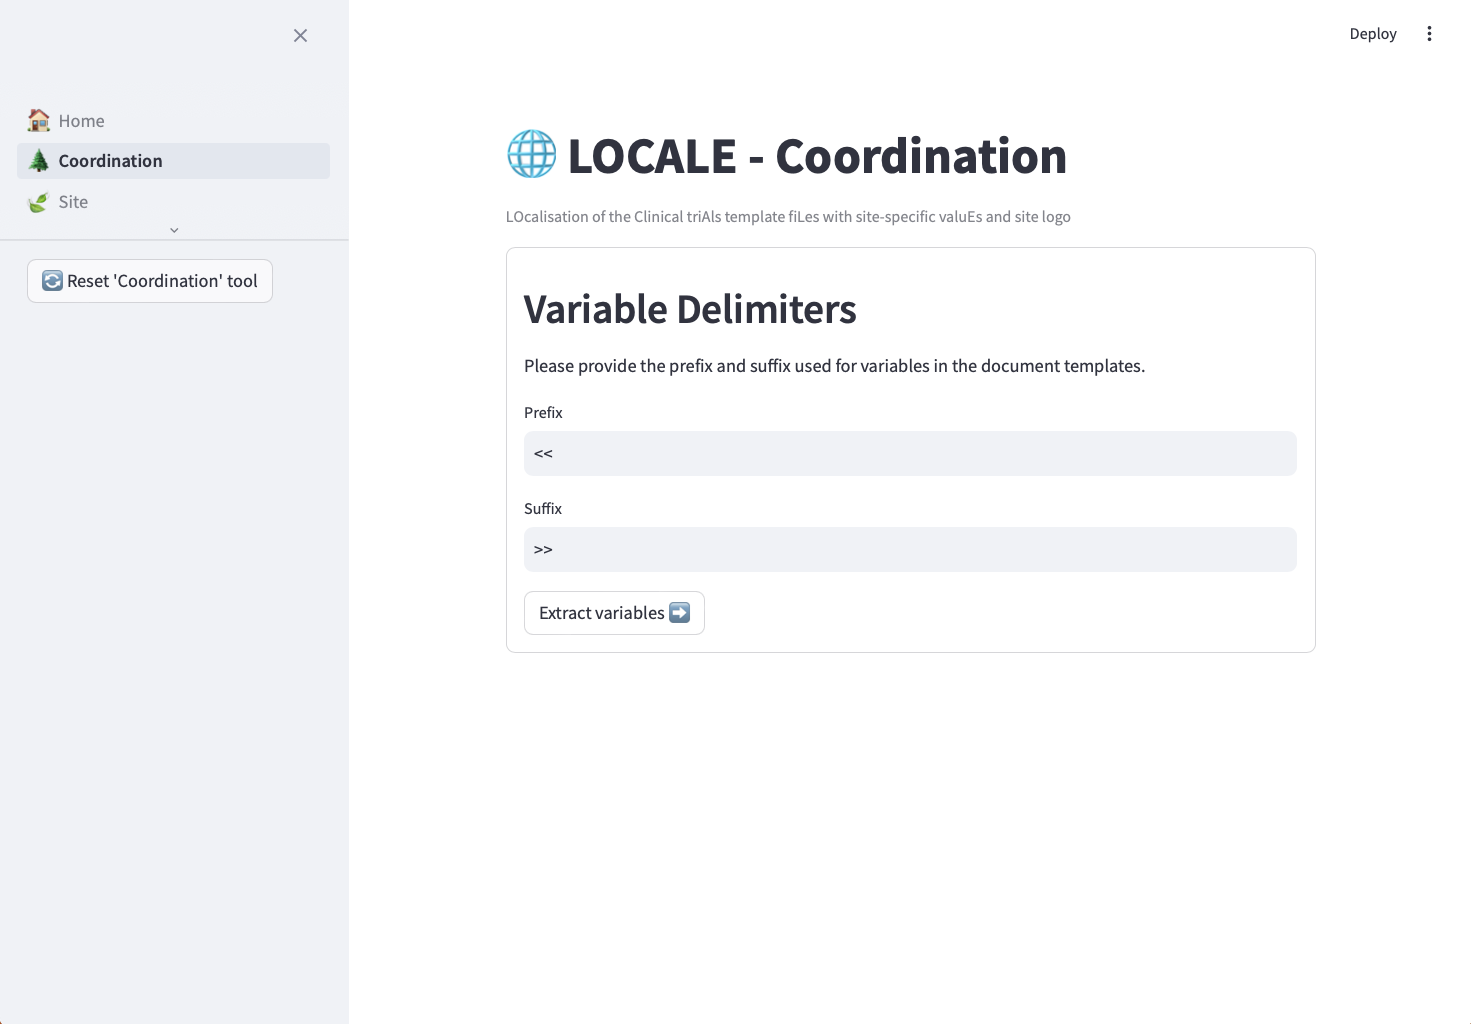 Deploy
Home
Coordination
Site
Reset 'Coordination' tool
LOCALE - Coordination
LOcalisation of the Clinical triAls template fiLes with site-specific valuEs and site logo
Variable Delimiters
Please provide the prefix and suffix used for variables in the document templates.
Prefix
<<
Suffix
>>
Extract variables